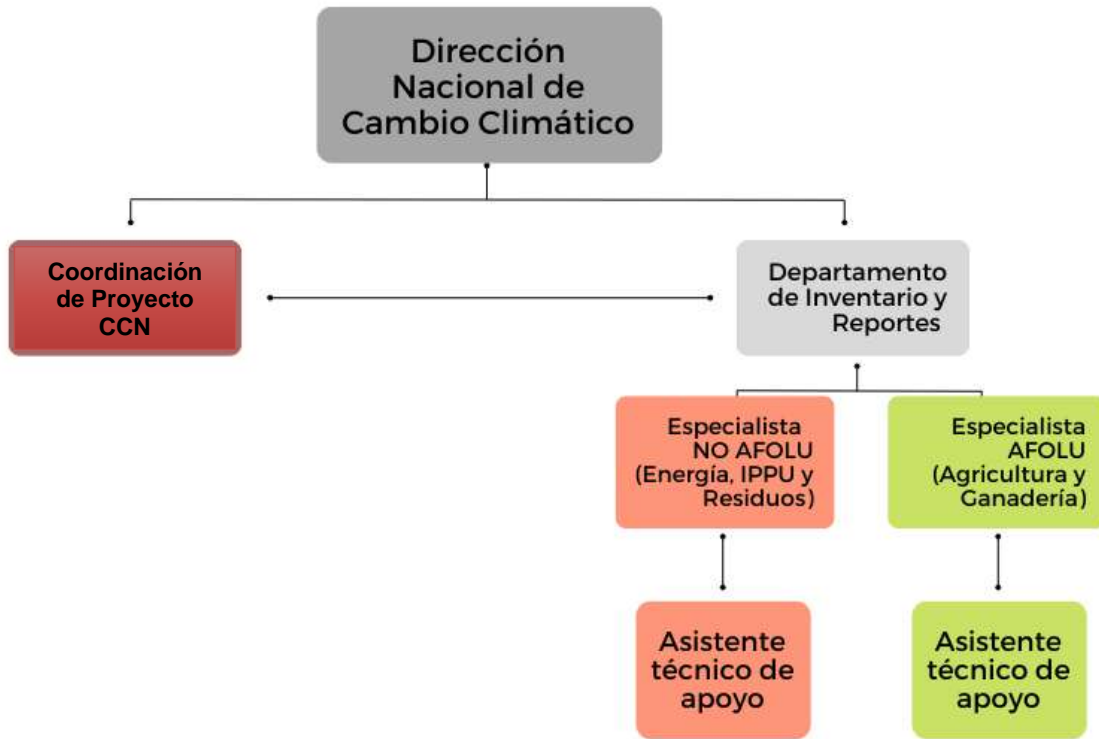 Dirección
Nacional de
Cambio Climático
Coordinación
de Proyecto
CCN
Departamento
de Inventario y
Reportes
Especialista
NO AFOLU
(Energía, IPPU y
Residuos)
Especialista
AFOLU
(Agricultura y
Ganadería)
Asistente
técnico de
apoyo
Asistente
técnico de
apoyo